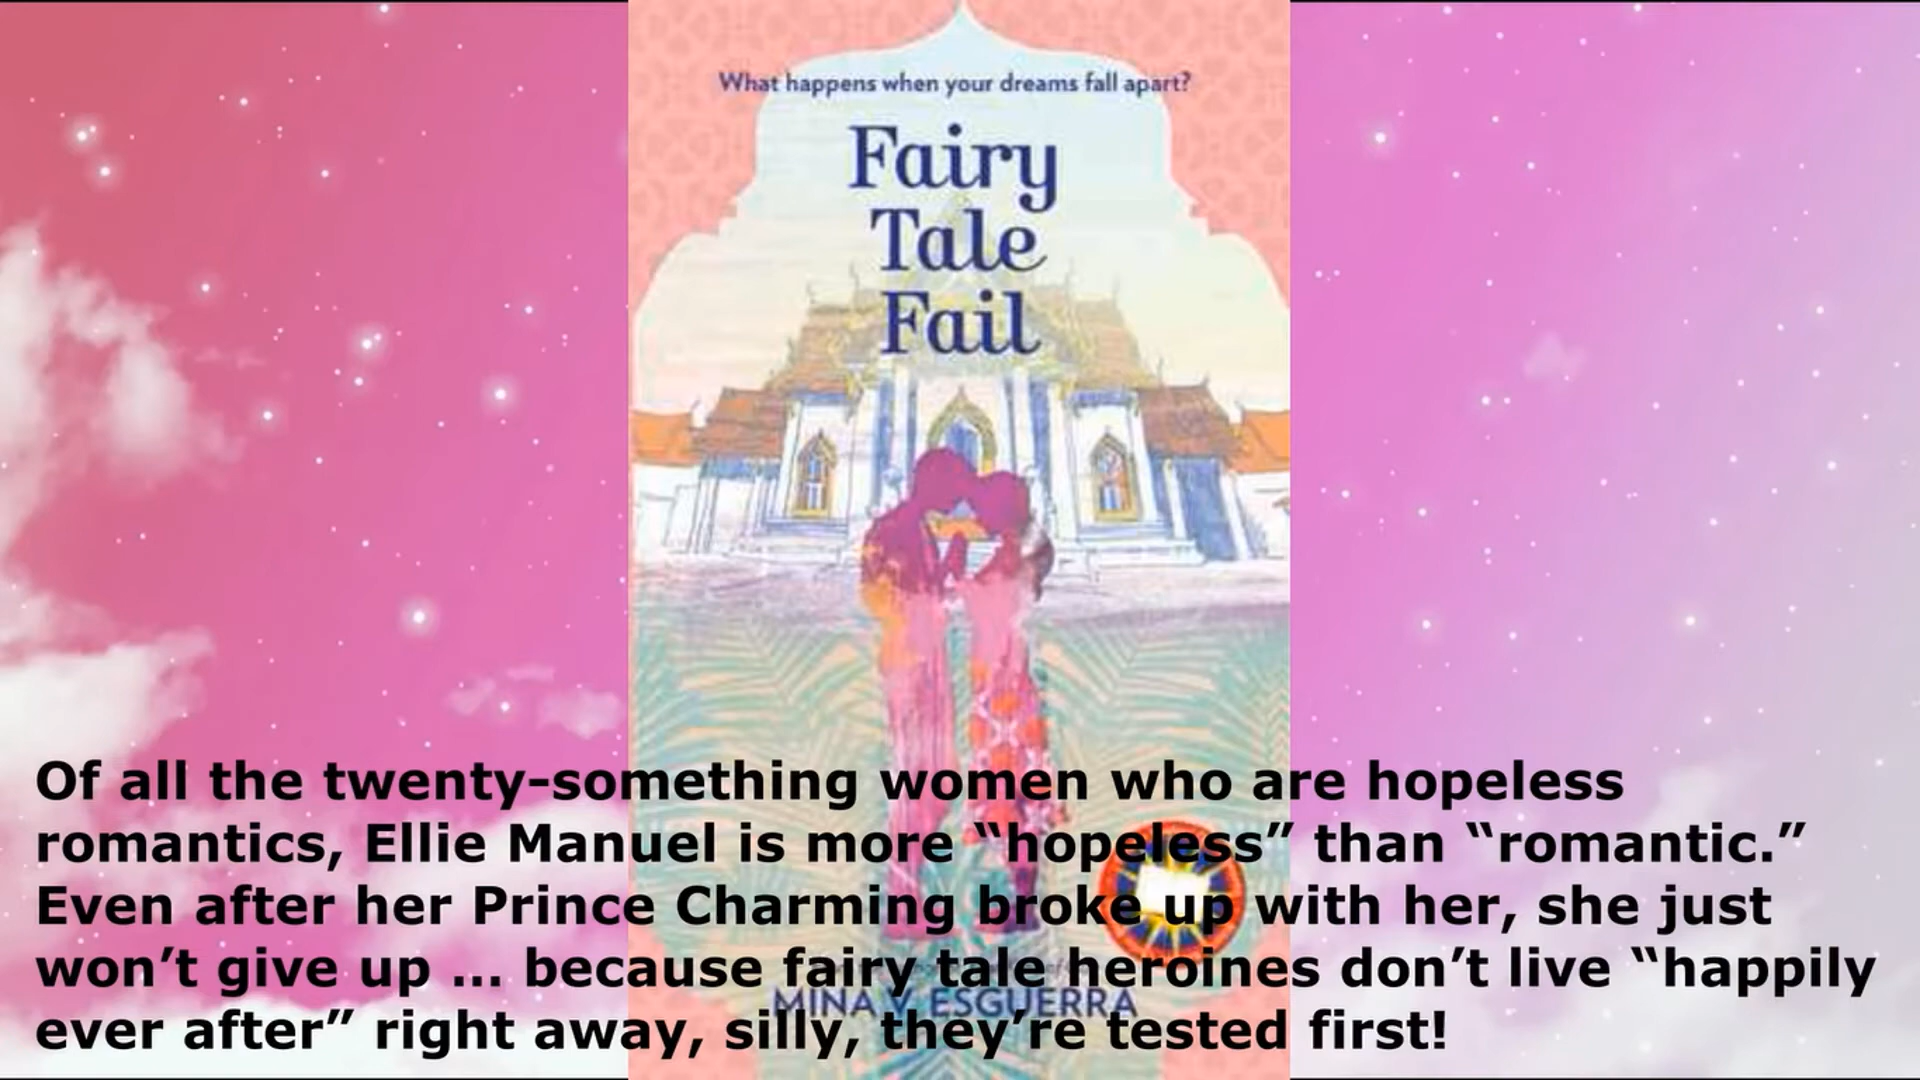 What happens when your dreams fall apart?
Fairy
Tale
Fail
Of all the twenty-something women who are hopeless
romantics, Ellie Manuel is more “hopeless” than “romantic.”
Even after her Prince Charming broke up with her, she just
won’t give up ... because fairy tale heroines don’t live “happily
MINA V. ESGUERRA
ever after” right away, silly, they’re tested first!